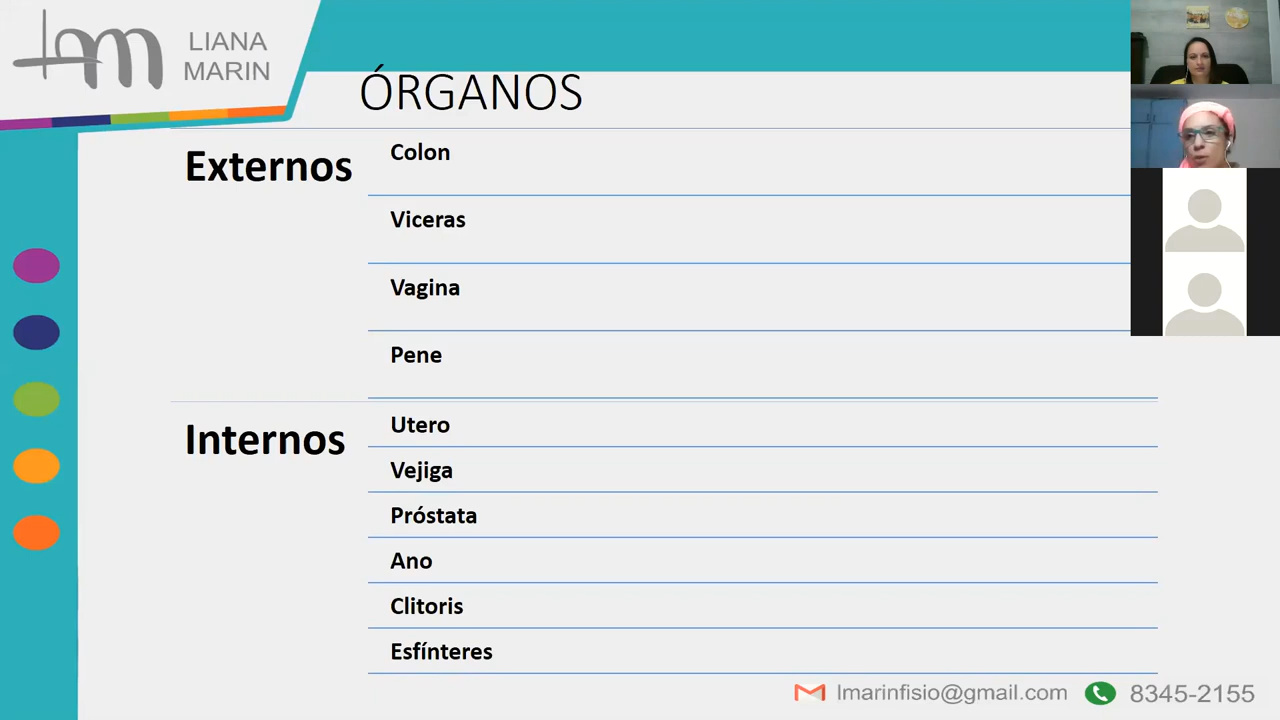 LIANA
MARIN
ÓRGANOS
Externos
Colon
Viceras
Vagina
Pene
Internos
Utero
Vejiga
Próstata
Ano
Clitoris
Esfínteres
lmarinfisio@gmail.com
8345-2155